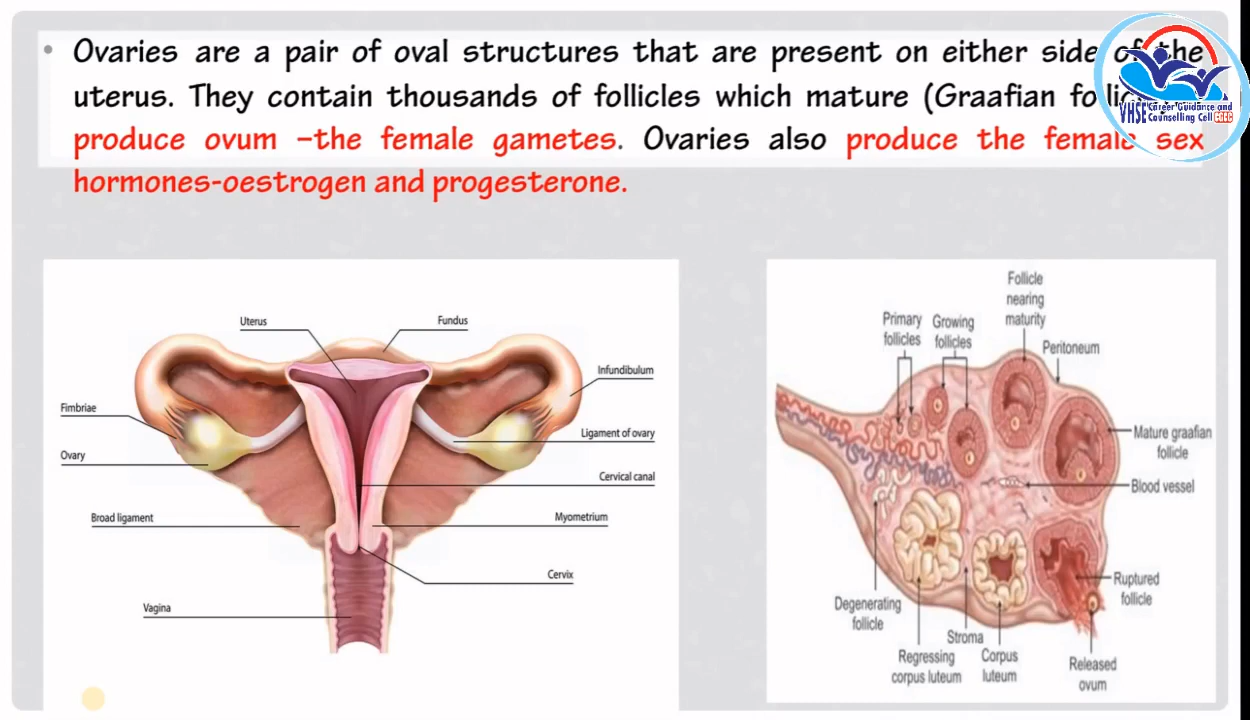 Ovaries are a pair of oval structures that are present on either side of the
uterus. They contain thousands of follicles which mature (Graafian
produce ovum –the female gametes. Ovaries also produce the female sex
hormones-oestrogen and progesterone.
VHSE Career Guidance and
Counselling Cell CGCC
Uterus
Fundus
Infundibulum
Fimbriae
Ligament of ovary
Ovary
Cervical canal
Broad ligament
Myometrium
Cervix
Vagina
Follicle
nearing
maturity
Primary
follicles
Growing
follicles
Peritoneum
Mature graafian
follicle
Blood vessel
Ruptured
follicle
Degenerating
follicle
Stroma
Regressing
corpus luteum
Corpus
luteum
Released
ovum